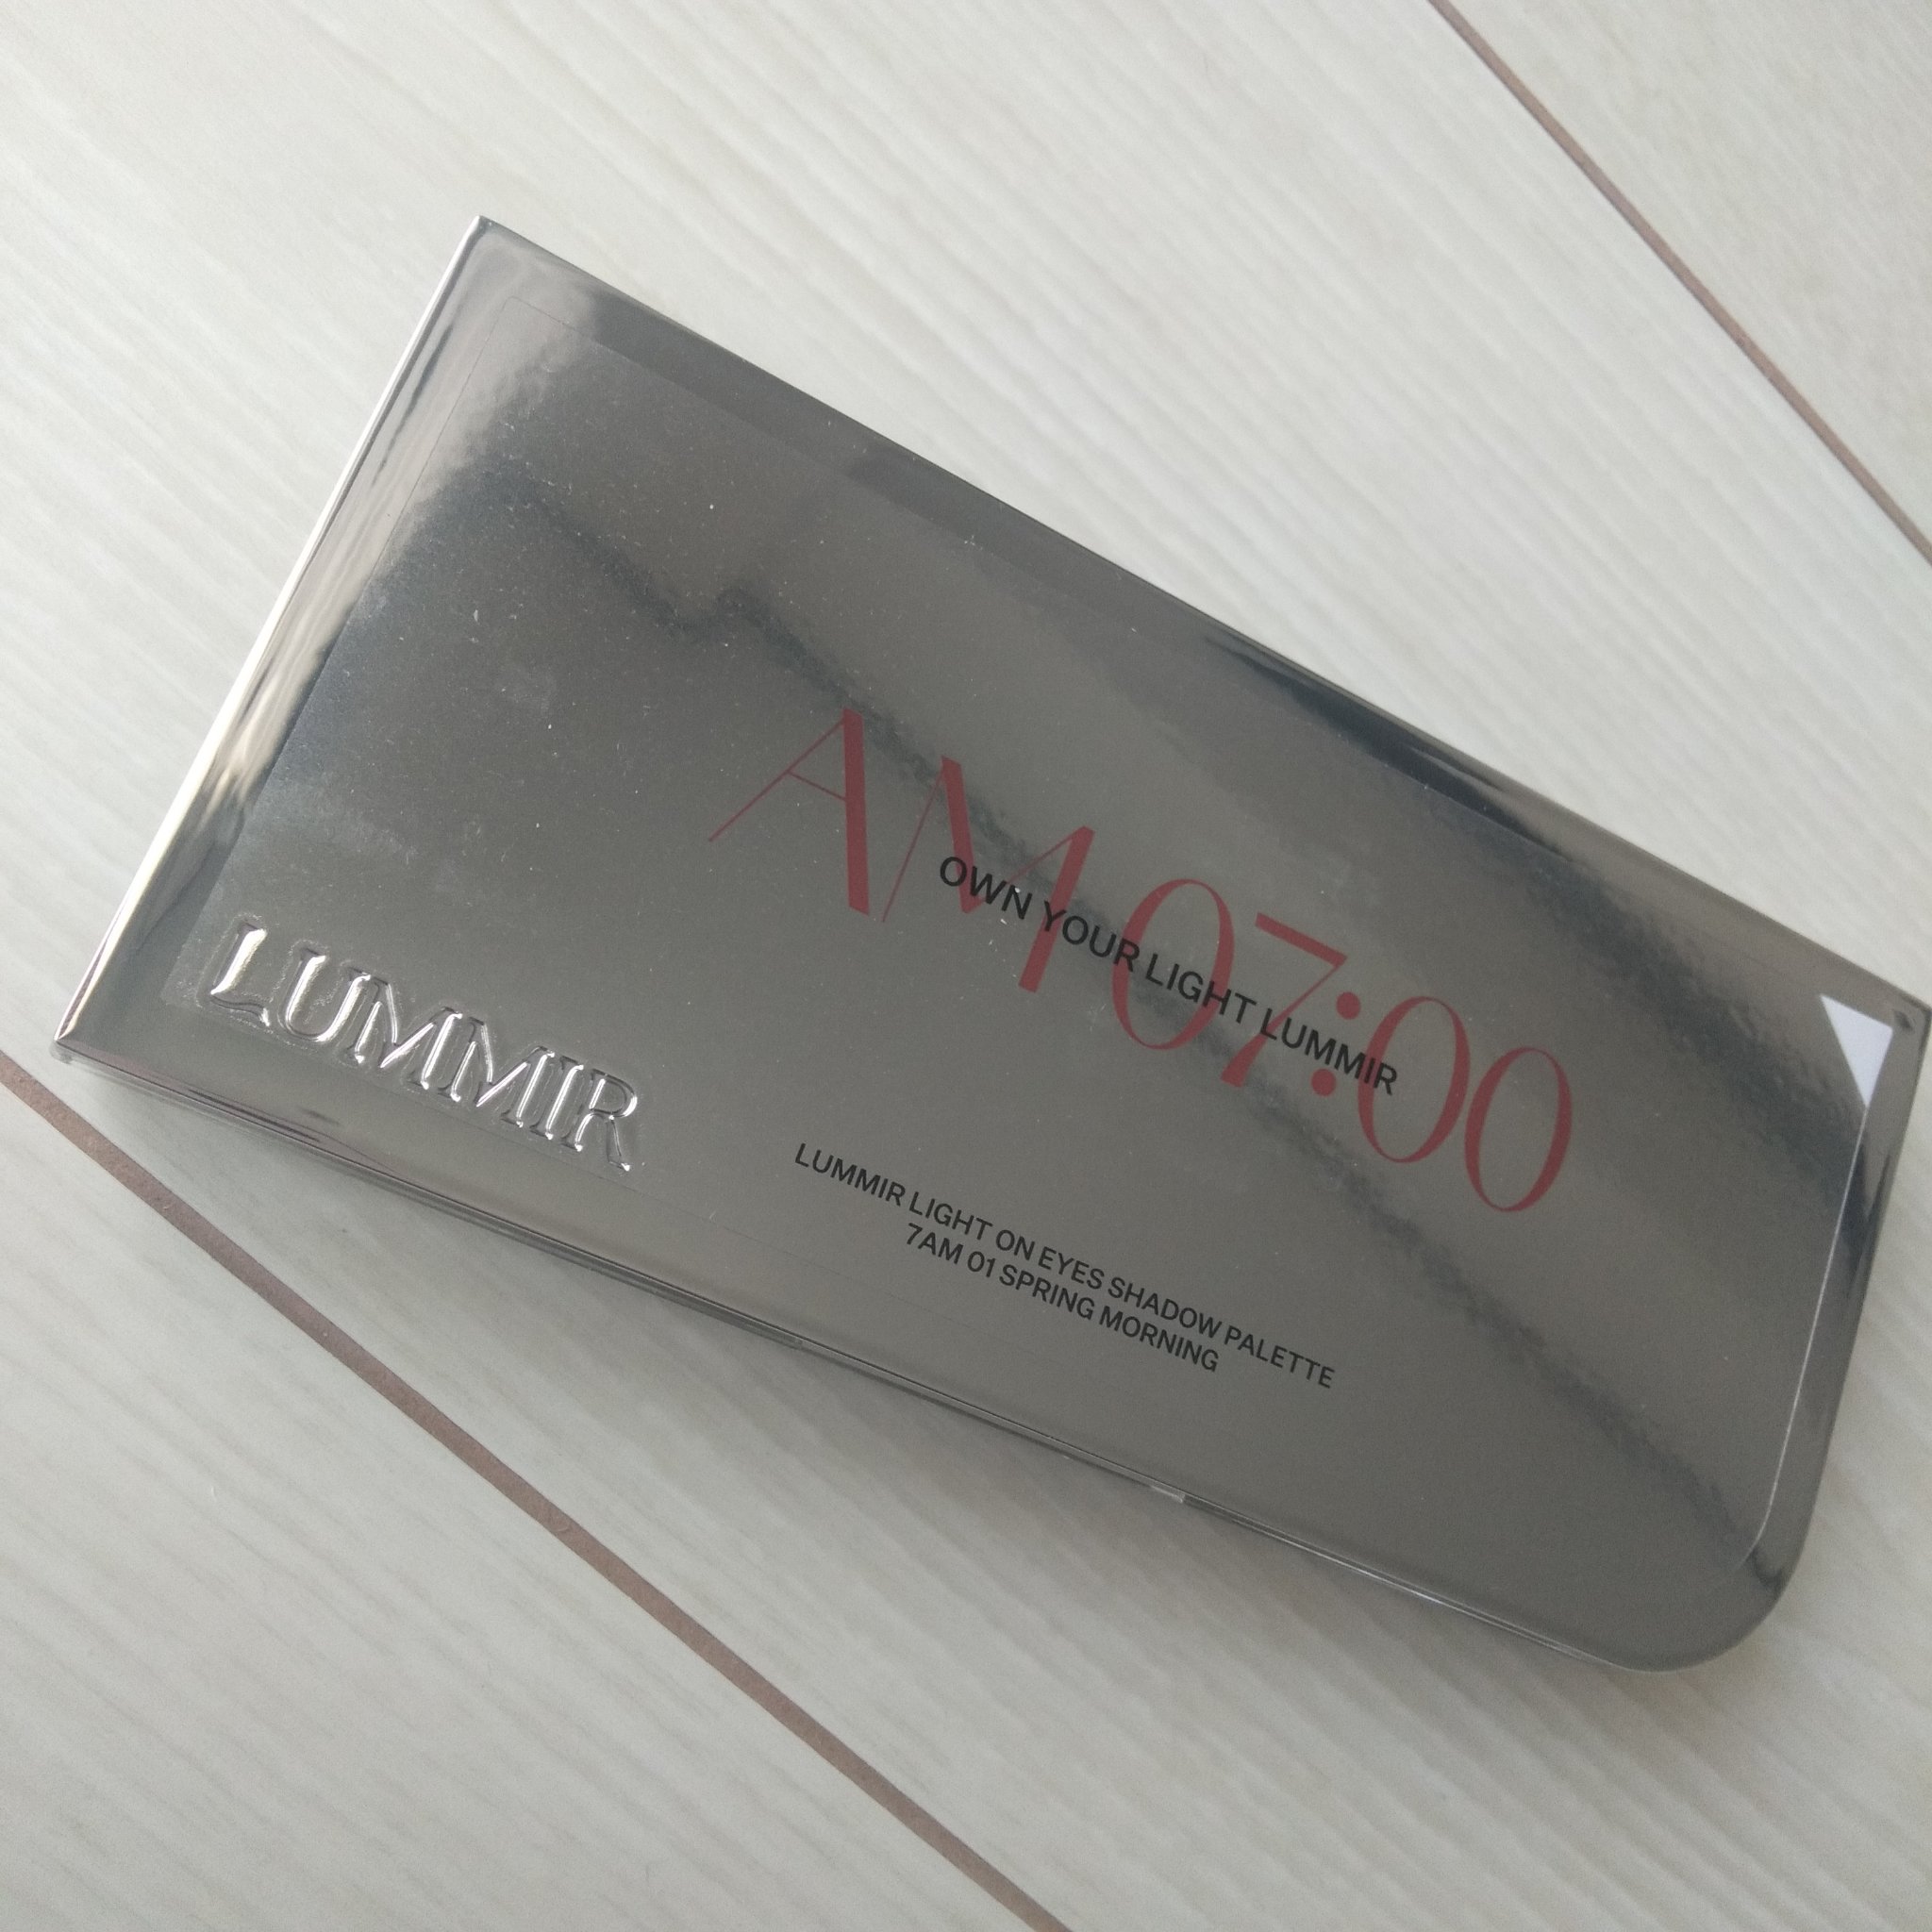 AM 07:00
OWN YOUR LIGHT LUMMIR
LUMMIR
LUMMIR LIGHT ON EYES SHADOW PALETTE
7AM 01 SPRING MORNING